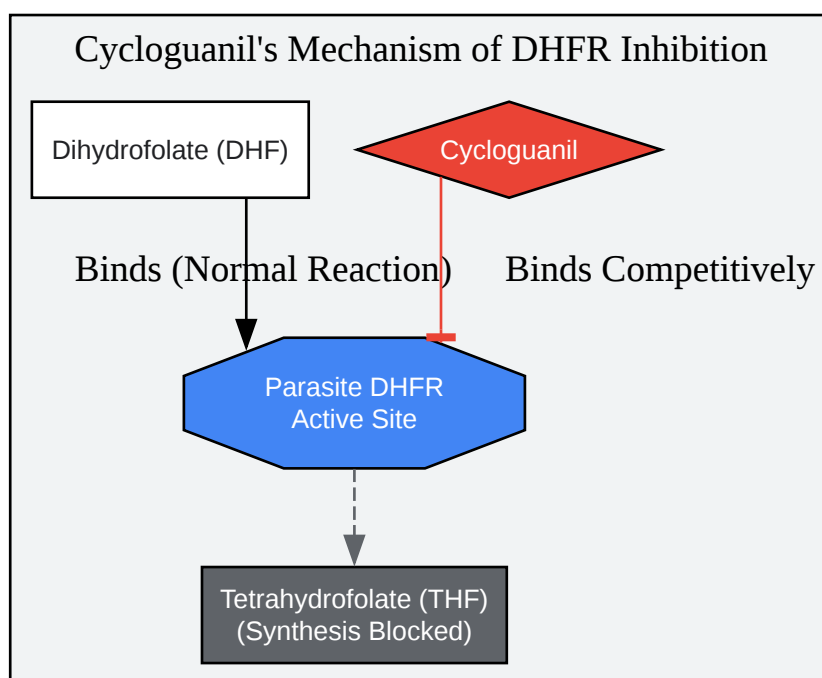 Cycloguanil's Mechanism of DHFR Inhibition
Dihydrofolate (DHF)
Cycloguanil
Binds (Normal Reaction)
Binds Competitively
Parasite DHFR
Active Site
Tetrahydrofolate (THF)
(Synthesis Blocked)